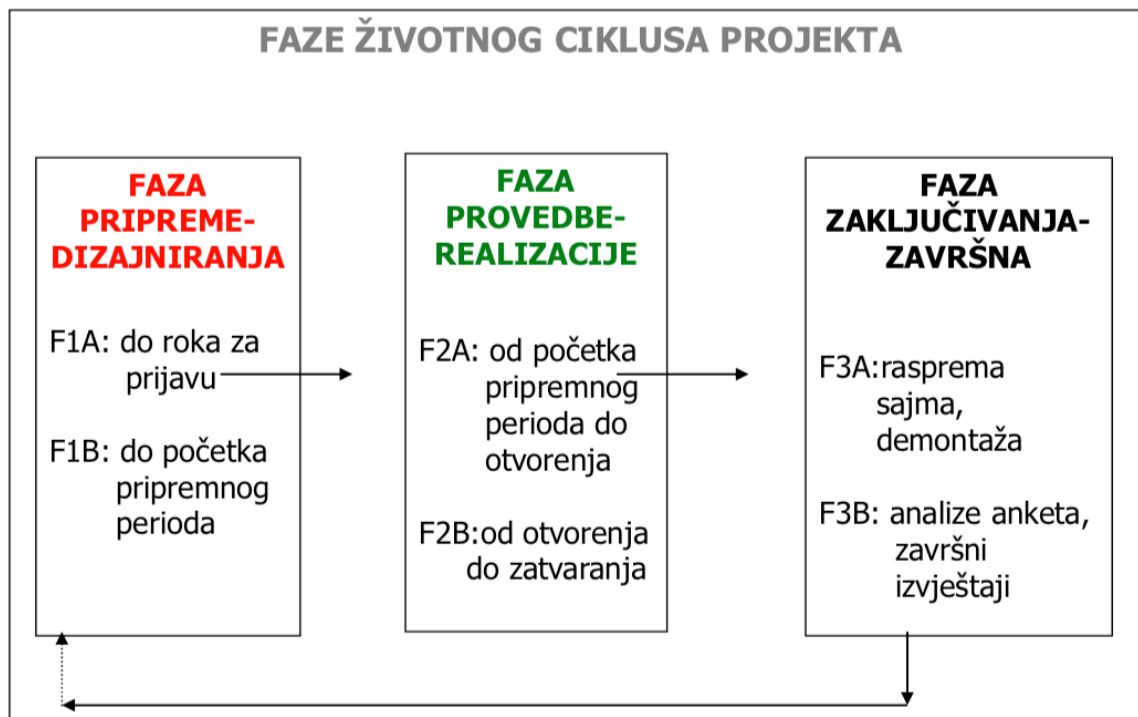 FAZE ŽIVOTNOG CIKLUSA PROJEKTA
FAZA
PRIPREME-
DIZAJNIRANJA
F1A: do roka za
prijavu
F1B: do početka
pripremnog
perioda
FAZA
PROVEDBE-
REALIZACIJE
F2A: od početka
pripremnog
perioda do
otvorenja
F2B:od otvorenja
do zatvaranja
FAZA
ZAKLJUČIVANJA-
ZAVRŠNA
F3A:rasprema
sajma,
demontaža
F3B: analize anketa,
završni
izvještaji